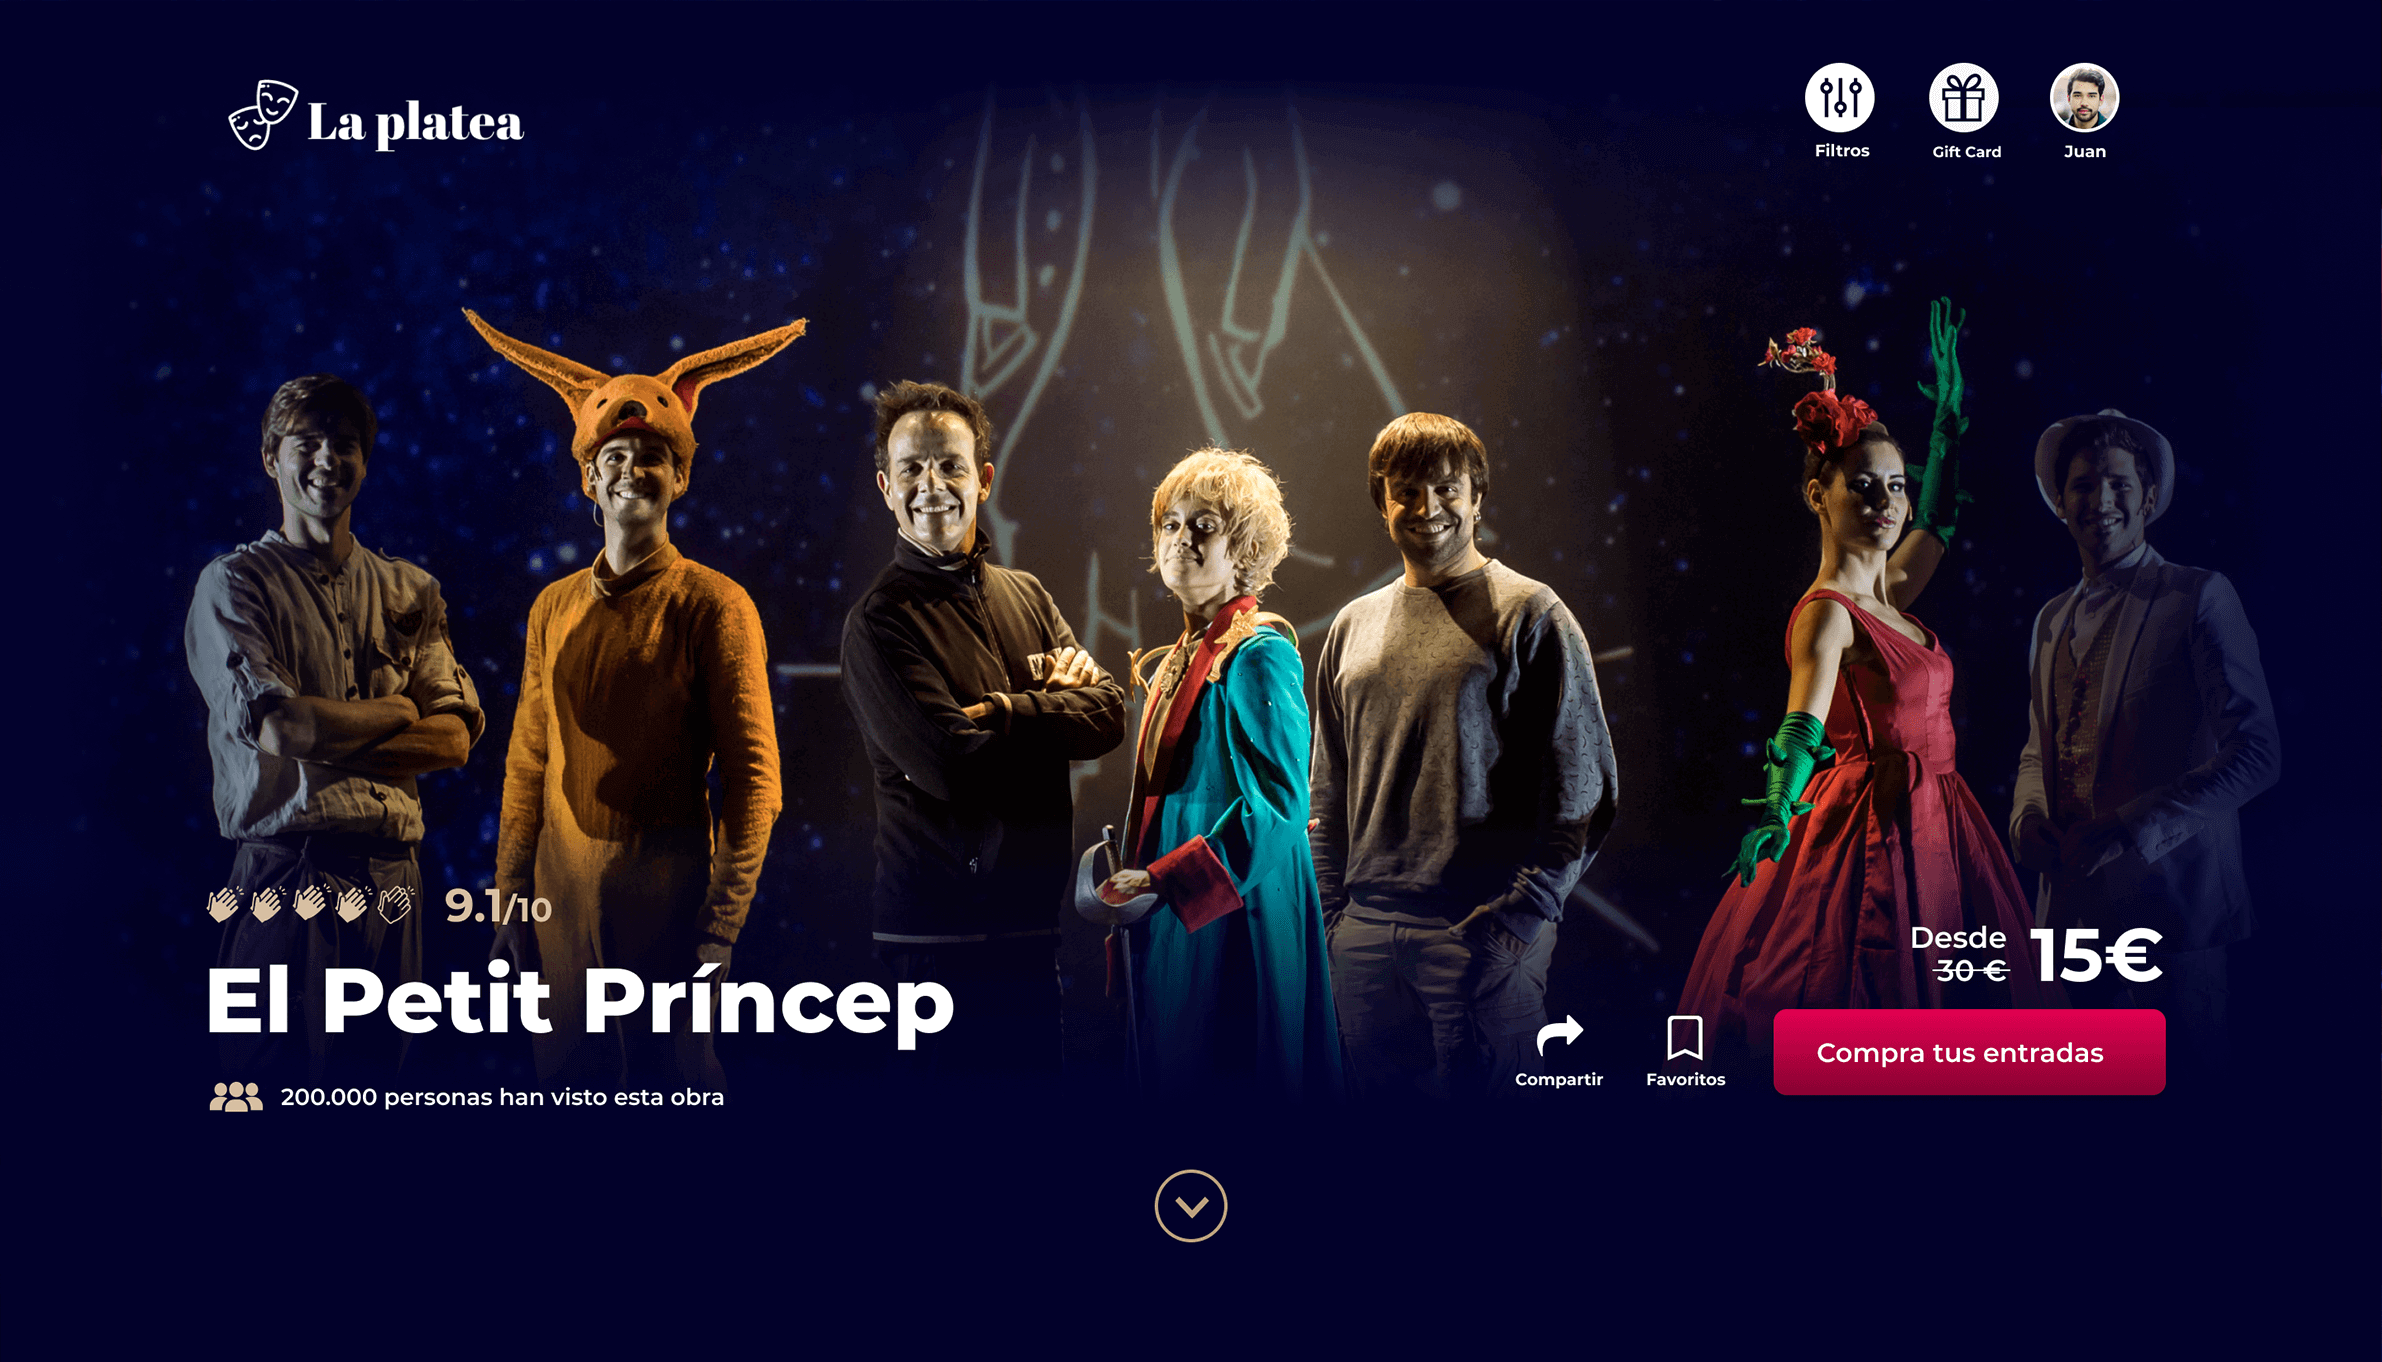 La platea
Filtros
Gift Card
Juan
9.1/10
El Petit Príncep
200.000 personas han visto esta obra
Compartir
Favoritos
Desde
30 €
15€
Compra tus entradas